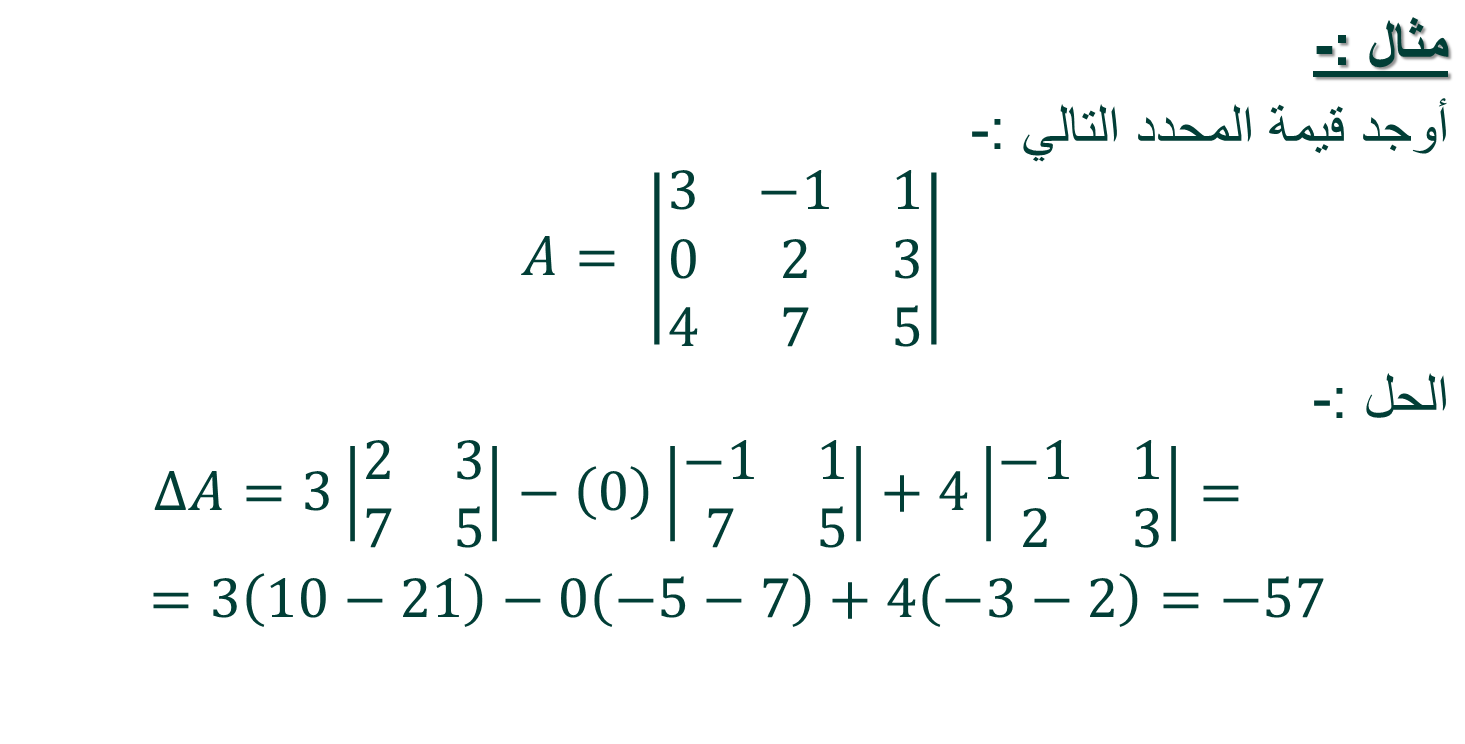 مثال :-
أوجد قيمة المحدد التالي :-
A = |3 −1 1|
|0 2 3|
|4 7 5|
الحل :-
ΔA = 3 |2 3; 7 5| − (0) |−1 1; 7 5| + 4 |−1 1; 2 3| =
= 3(10 − 21) − 0(−5 − 7) + 4(−3 − 2) = −57